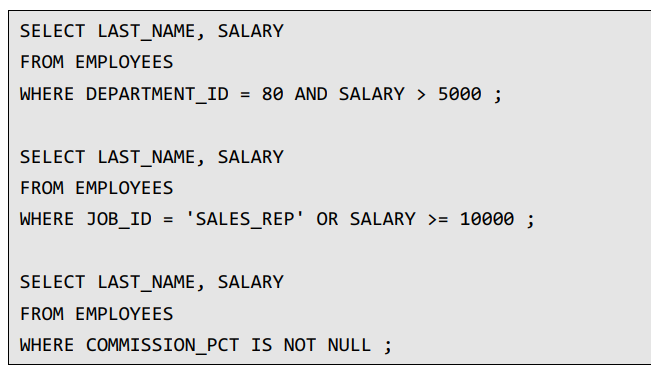 SELECT LAST_NAME, SALARY
FROM EMPLOYEES
WHERE DEPARTMENT_ID = 80 AND SALARY > 5000 ;
SELECT LAST_NAME, SALARY
FROM EMPLOYEES
WHERE JOB_ID = 'SALES_REP' OR SALARY >= 10000 ;
SELECT LAST_NAME, SALARY
FROM EMPLOYEES
WHERE COMMISSION_PCT IS NOT NULL ;